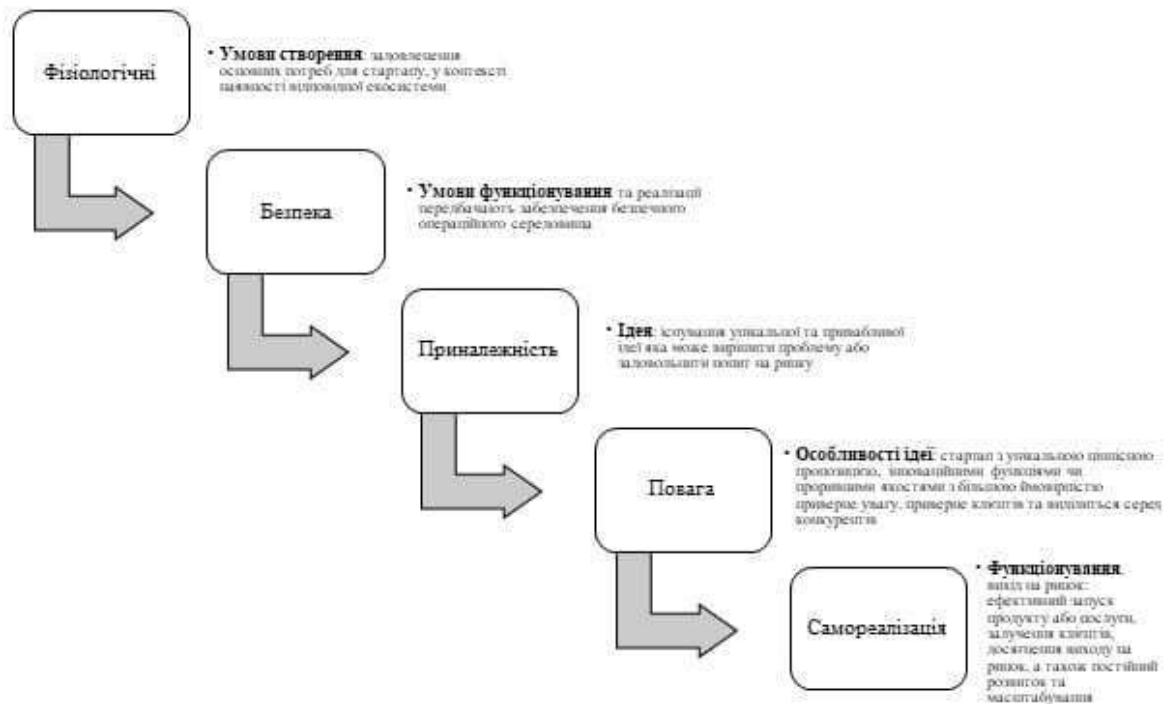 Фізіологічні
• Умови створення: задоволення
основних потреб для стартапу, у контексті
наявності відповідної екосистеми
Безпека
• Умови функціонування та реалізації
передбачають забезпечення безпечного
операційного середовища
Приналежність
• Ідея: існування унікальної та привабливої
ідеї яка може вирішити проблему або
задовольнити попит на ринку
Повага
• Особливості ідеї: стартап з унікальною ціннісною
пропозицією, інноваційними функціями чи
проривними якостями з більшою ймовірністю
приверне увагу, приверне клієнтів та виділиться серед
конкурентів
Самореалізація
• Функціонування
вихід на ринок:
ефективний запуск
продукту або послуги,
залучення клієнтів,
досягнення виходу на
ринок, а також постійний
розвиток та
масштабування